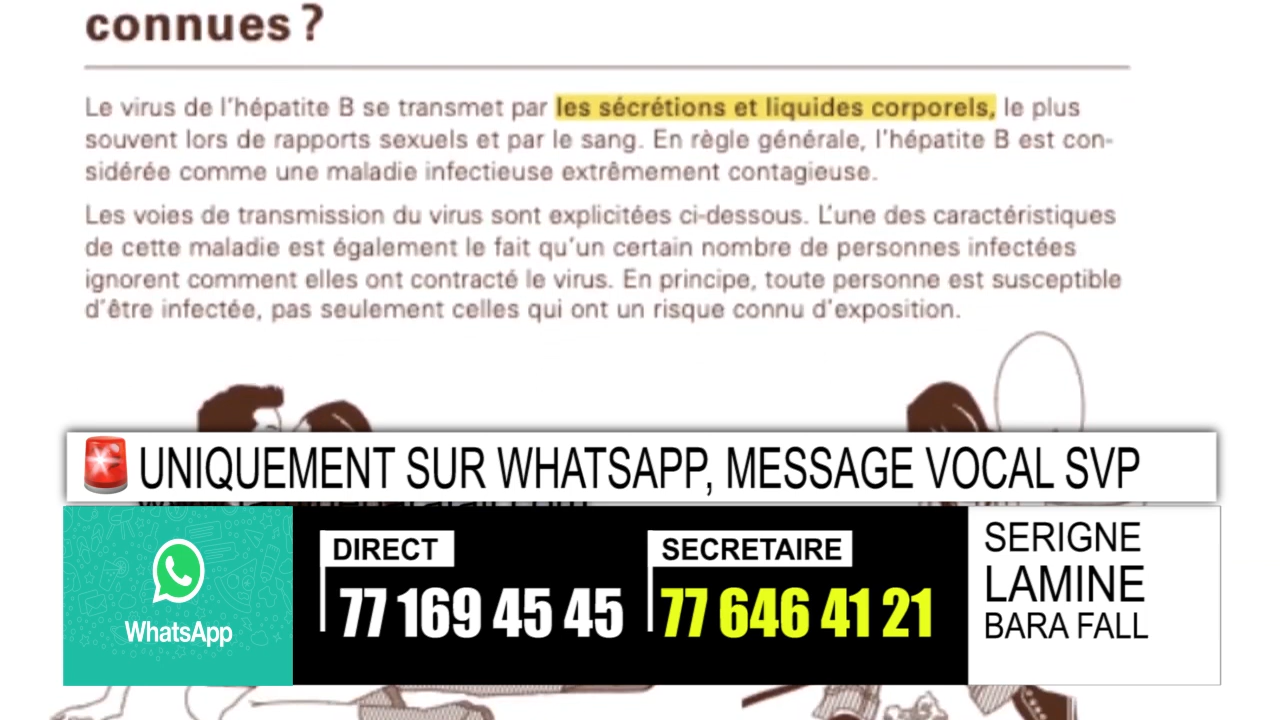 connues ?
Le virus de l'hépatite B se transmet par les sécrétions et liquides corporels, le plus
souvent lors de rapports sexuels et par le sang. En règle générale, l'hépatite B est con-
sidérée comme une maladie infectieuse extrêmement contagieuse.
Les voies de transmission du virus sont explicitées ci-dessous. L'une des caractéristiques
de cette maladie est également le fait qu'un certain nombre de personnes infectées
ignorent comment elles ont contracté le virus. En principe, toute personne est susceptible
d'être infectée, pas seulement celles qui ont un risque connu d'exposition.
UNIQUEMENT SUR WHATSAPP, MESSAGE VOCAL SVP
WhatsApp
DIRECT
77 169 45 45
SECRETAIRE
77 646 41 21
SERIGNE
LAMINE
BARA FALL